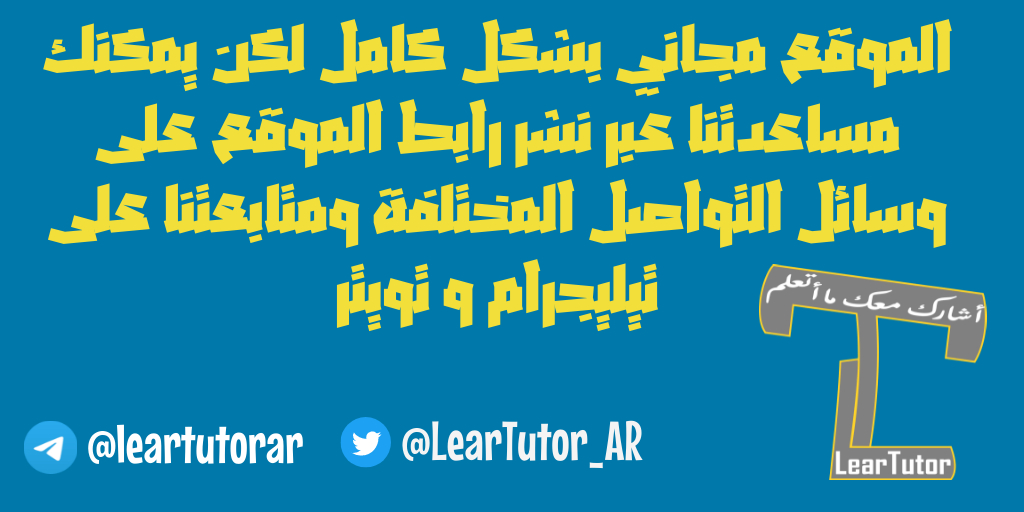 الموقع مجاني بشكل كامل لكن يمكنك
مساعدتنا عبر نشر رابط الموقع على
وسائل التواصل المختلفة ومتابعتنا على
تيليجرام و تويتر
أشارك معك ما أتعلم
LearTutor
@leartutorar
@LearTutor_AR